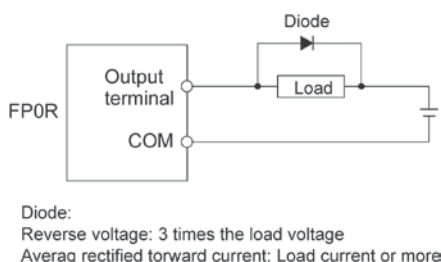 Diode
Output
terminal
Load
FP0R
COM
Diode:
Reverse voltage: 3 times the load voltage
Averag rectified torward current: Load current or more